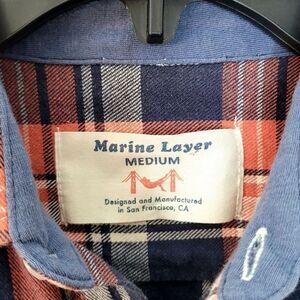 Marine Layer
MEDIUM
Designed and Manufactured
in San Francisco, CA